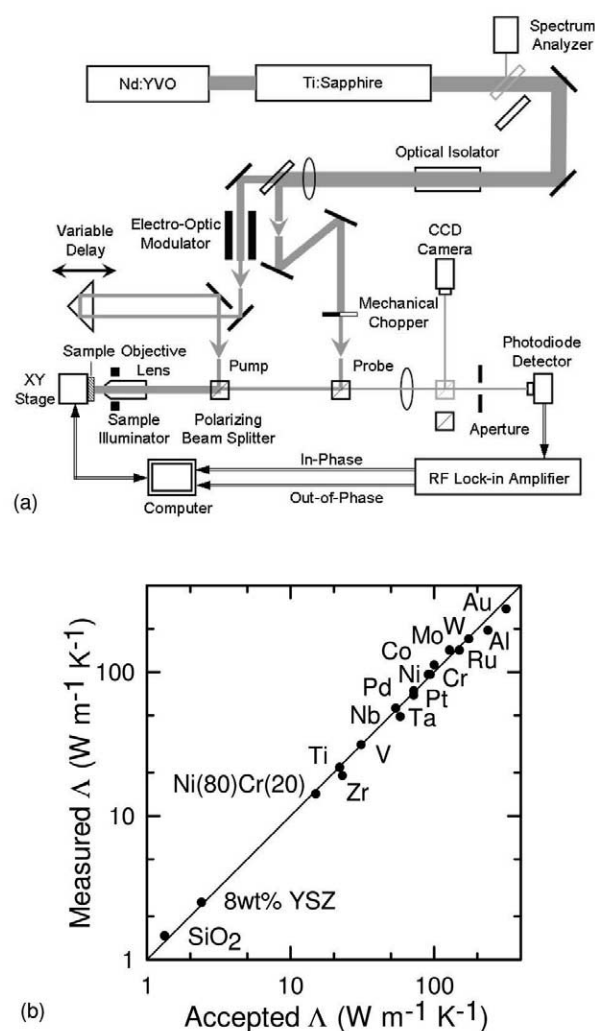 Spectrum
Analyzer
Nd:YVO
Ti:Sapphire
Optical Isolator
Electro-Optic
Modulator
CCD
Camera
Variable
Delay
Mechanical
Chopper
Photodiode
Detector
Sample
Objective
Lens
Pump
Probe
XY
Stage
Sample
Illuminator
Polarizing
Beam Splitter
Aperture
In-Phase
Out-of-Phase
RF Lock-in Amplifier
Computer
(a)
Measured Λ (W m⁻¹ K⁻¹)
100
10
1
Au
Mo
W
Al
Co
Ru
Ni
Cr
Pd
Pt
Nb
Ta
Ti
V
Ni(80)Cr(20)
Zr
8wt% YSZ
SiO₂
1
10
100
Accepted Λ (W m⁻¹ K⁻¹)
(b)